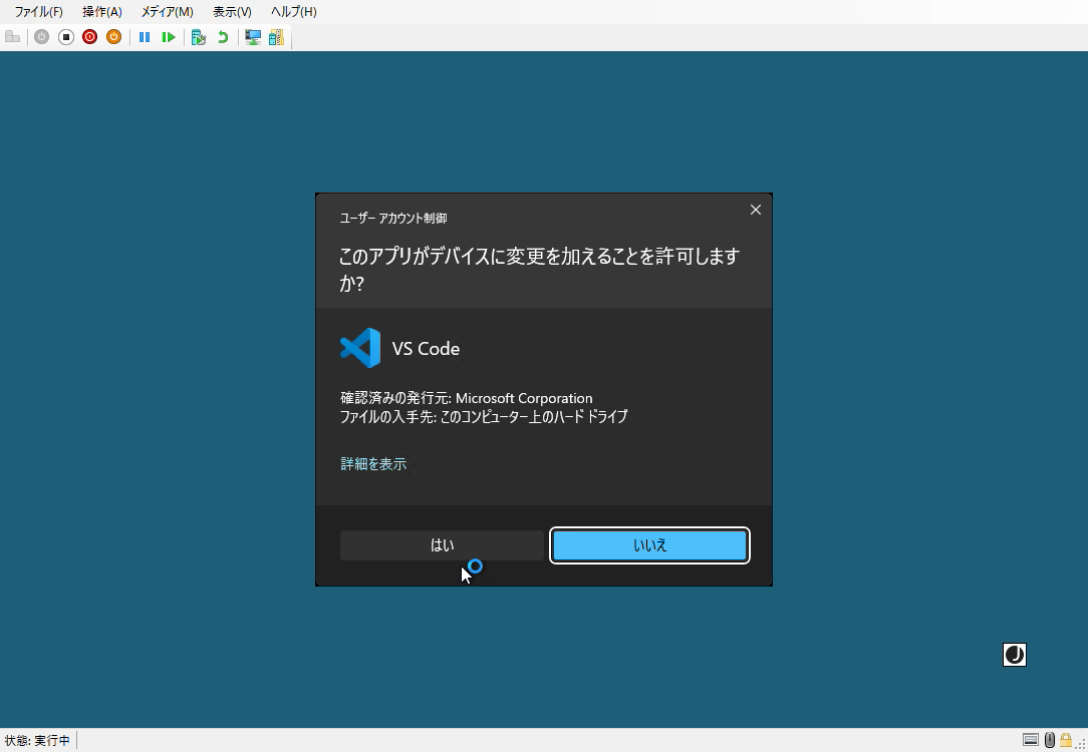 ファイル(F) 操作(A) メディア(M) 表示(V) ヘルプ(H)
ユーザー アカウント制御
このアプリがデバイスに変更を加えることを許可します
か?
VS Code
確認済みの発行元: Microsoft Corporation
ファイルの入手先: このコンピューター上のハード ドライブ
詳細を表示
はい いいえ
状態: 実行中